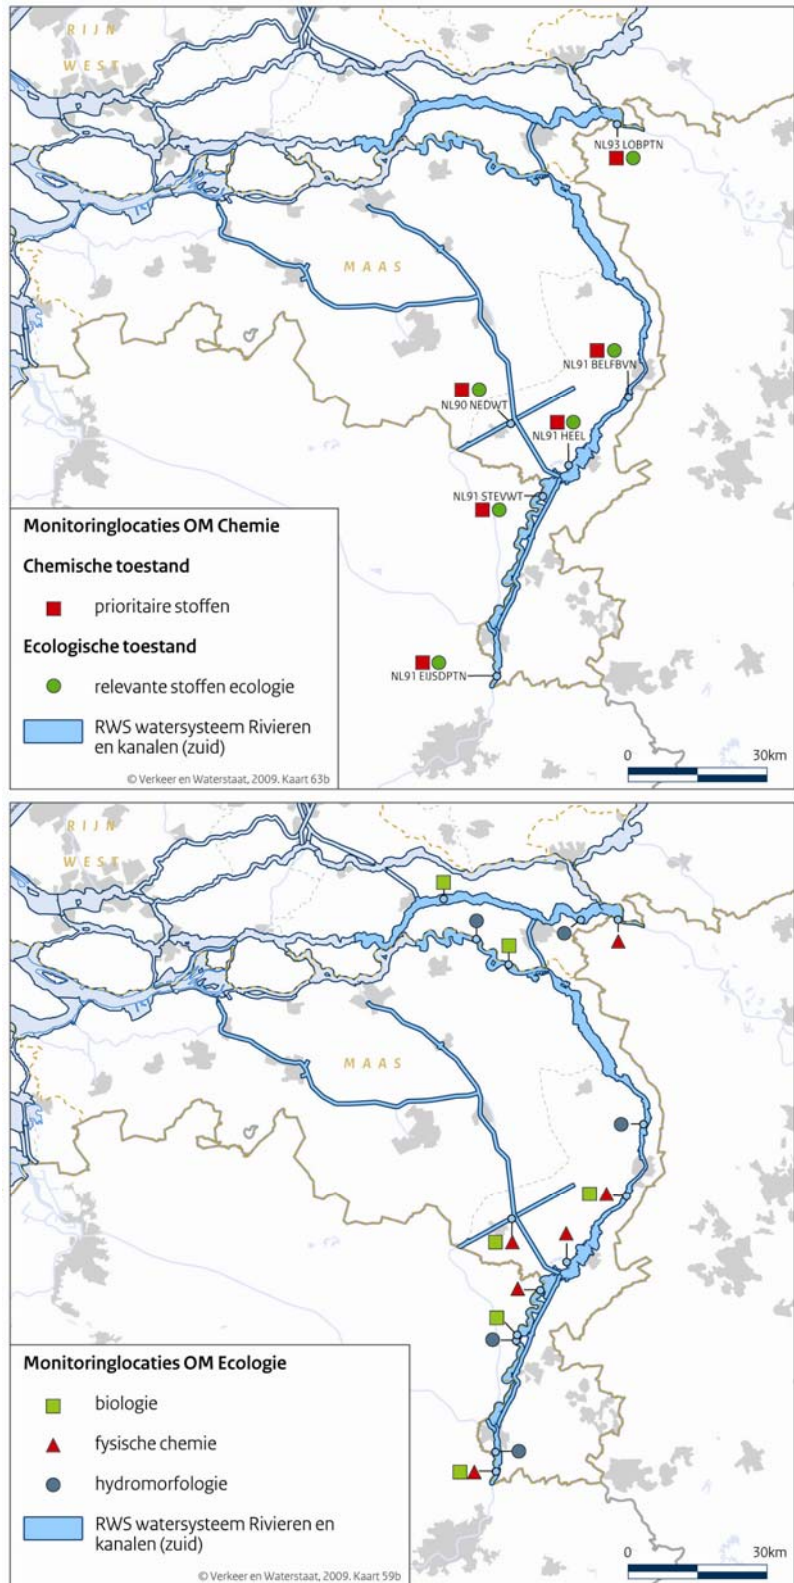 RIJN
WEST
NL93 LOBPTN
MAAS
NL91 BELFBVN
NL90 NEDWT
NL91 HEEL
NL91 STEVWT
NL91 EIJSDPTN
Monitoringlocaties OM Chemie
Chemische toestand
prioritaire stoffen
Ecologische toestand
relevante stoffen ecologie
RWS watersysteem Rivieren
en kanalen (zuid)
© Verkeer en Waterstaat, 2009. Kaart 63b
0 30km
RIJN
WEST
MAAS
Monitoringlocaties OM Ecologie
biologie
fysische chemie
hydromorfologie
RWS watersysteem Rivieren en
kanalen (zuid)
© Verkeer en Waterstaat, 2009. Kaart 59b
0 30km